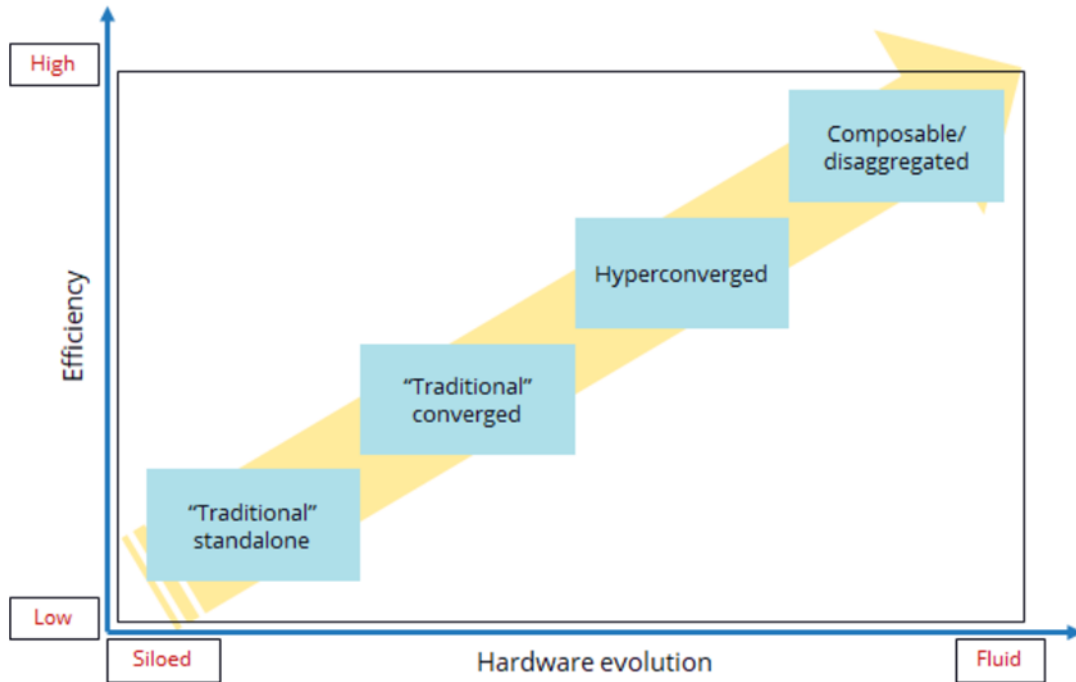 High
Composable/
disaggregated
Hyperconverged
Efficiency
“Traditional”
converged
“Traditional”
standalone
Low
Siloed
Hardware evolution
Fluid